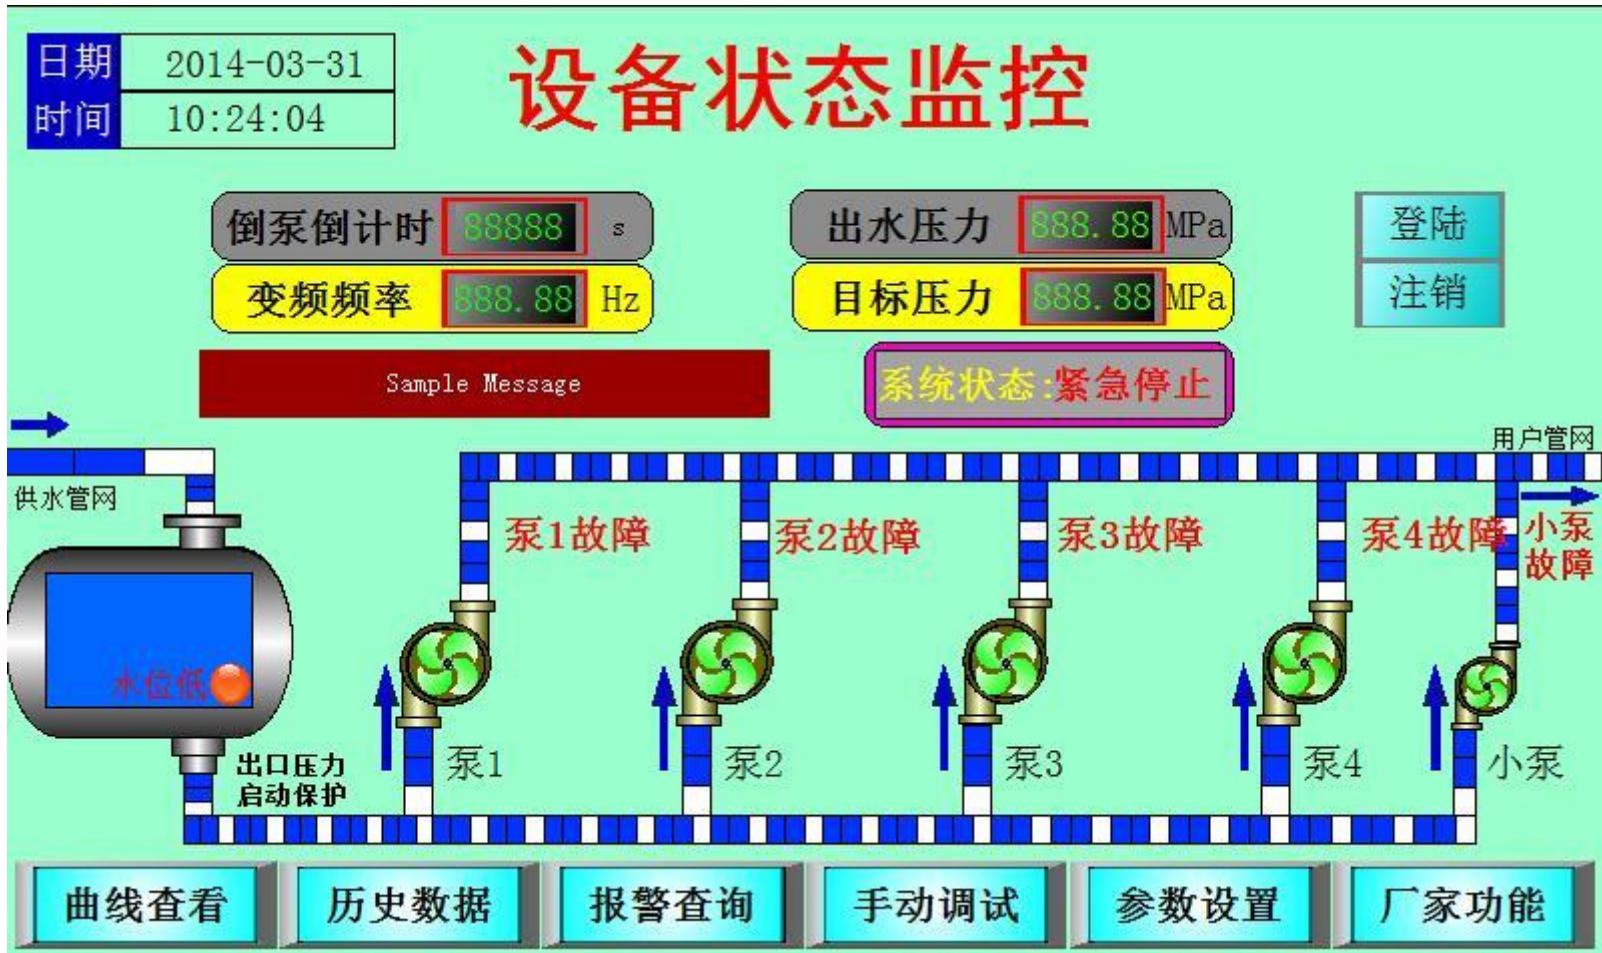 日期 2014-03-31
时间 10:24:04
设备状态监控
倒泵倒计时 88888 s
出水压力 888.88 MPa
登陆
变频频率 888.88 Hz
目标压力 888.88 MPa
注销
Sample Message
系统状态:紧急停止
用户管网
供水管网
泵1故障
泵2故障
泵3故障
泵4故障
小泵
故障
水位低
出口压力
启动保护
泵1
泵2
泵3
泵4
小泵
曲线查看
历史数据
报警查询
手动调试
参数设置
厂家功能